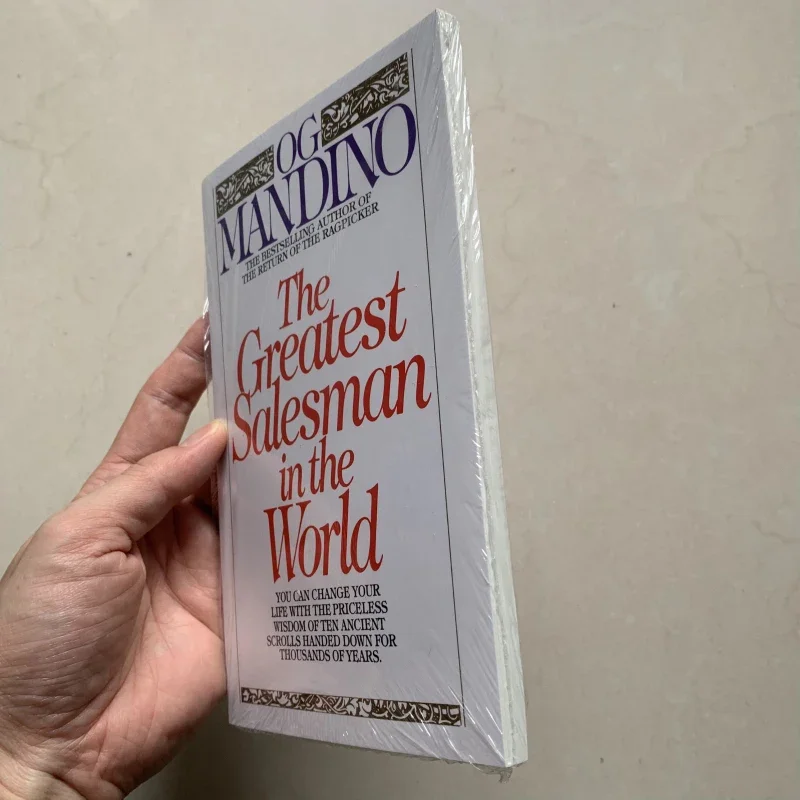 OG
MANDINO
THE BESTSELLING AUTHOR OF
THE RETURN OF THE RAGPICKER
The
Greatest
Salesman
in the
World
YOU CAN CHANGE YOUR
LIFE WITH THE PRICELESS
WISDOM OF TEN ANCIENT
SCROLLS HANDED DOWN FOR
THOUSANDS OF YEARS.